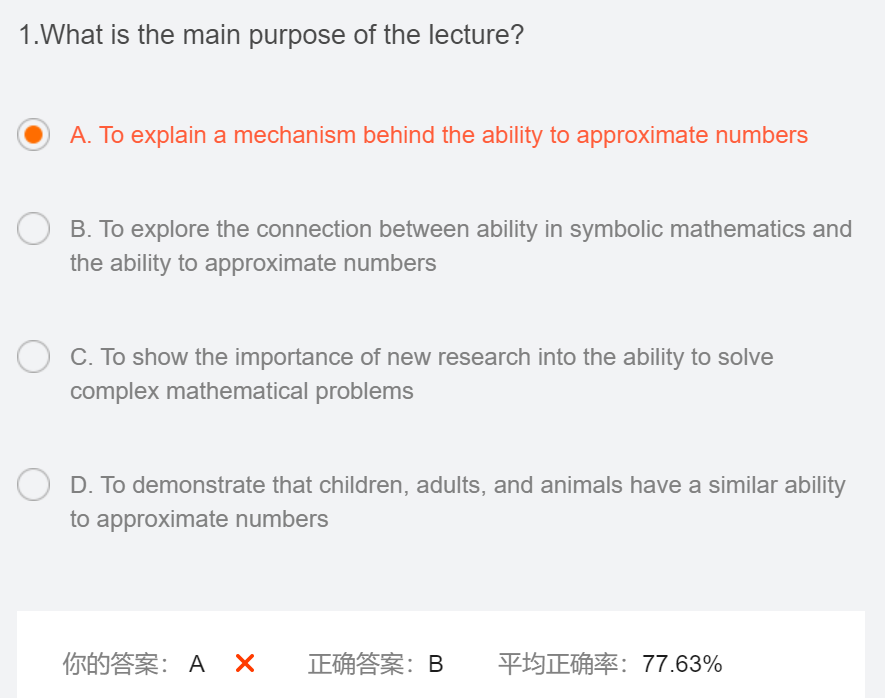 1.What is the main purpose of the lecture?
A. To explain a mechanism behind the ability to approximate numbers
B. To explore the connection between ability in symbolic mathematics and
the ability to approximate numbers
C. To show the importance of new research into the ability to solve
complex mathematical problems
D. To demonstrate that children, adults, and animals have a similar ability
to approximate numbers
你的答案： A ✕ 正确答案： B 平均正确率： 77.63%